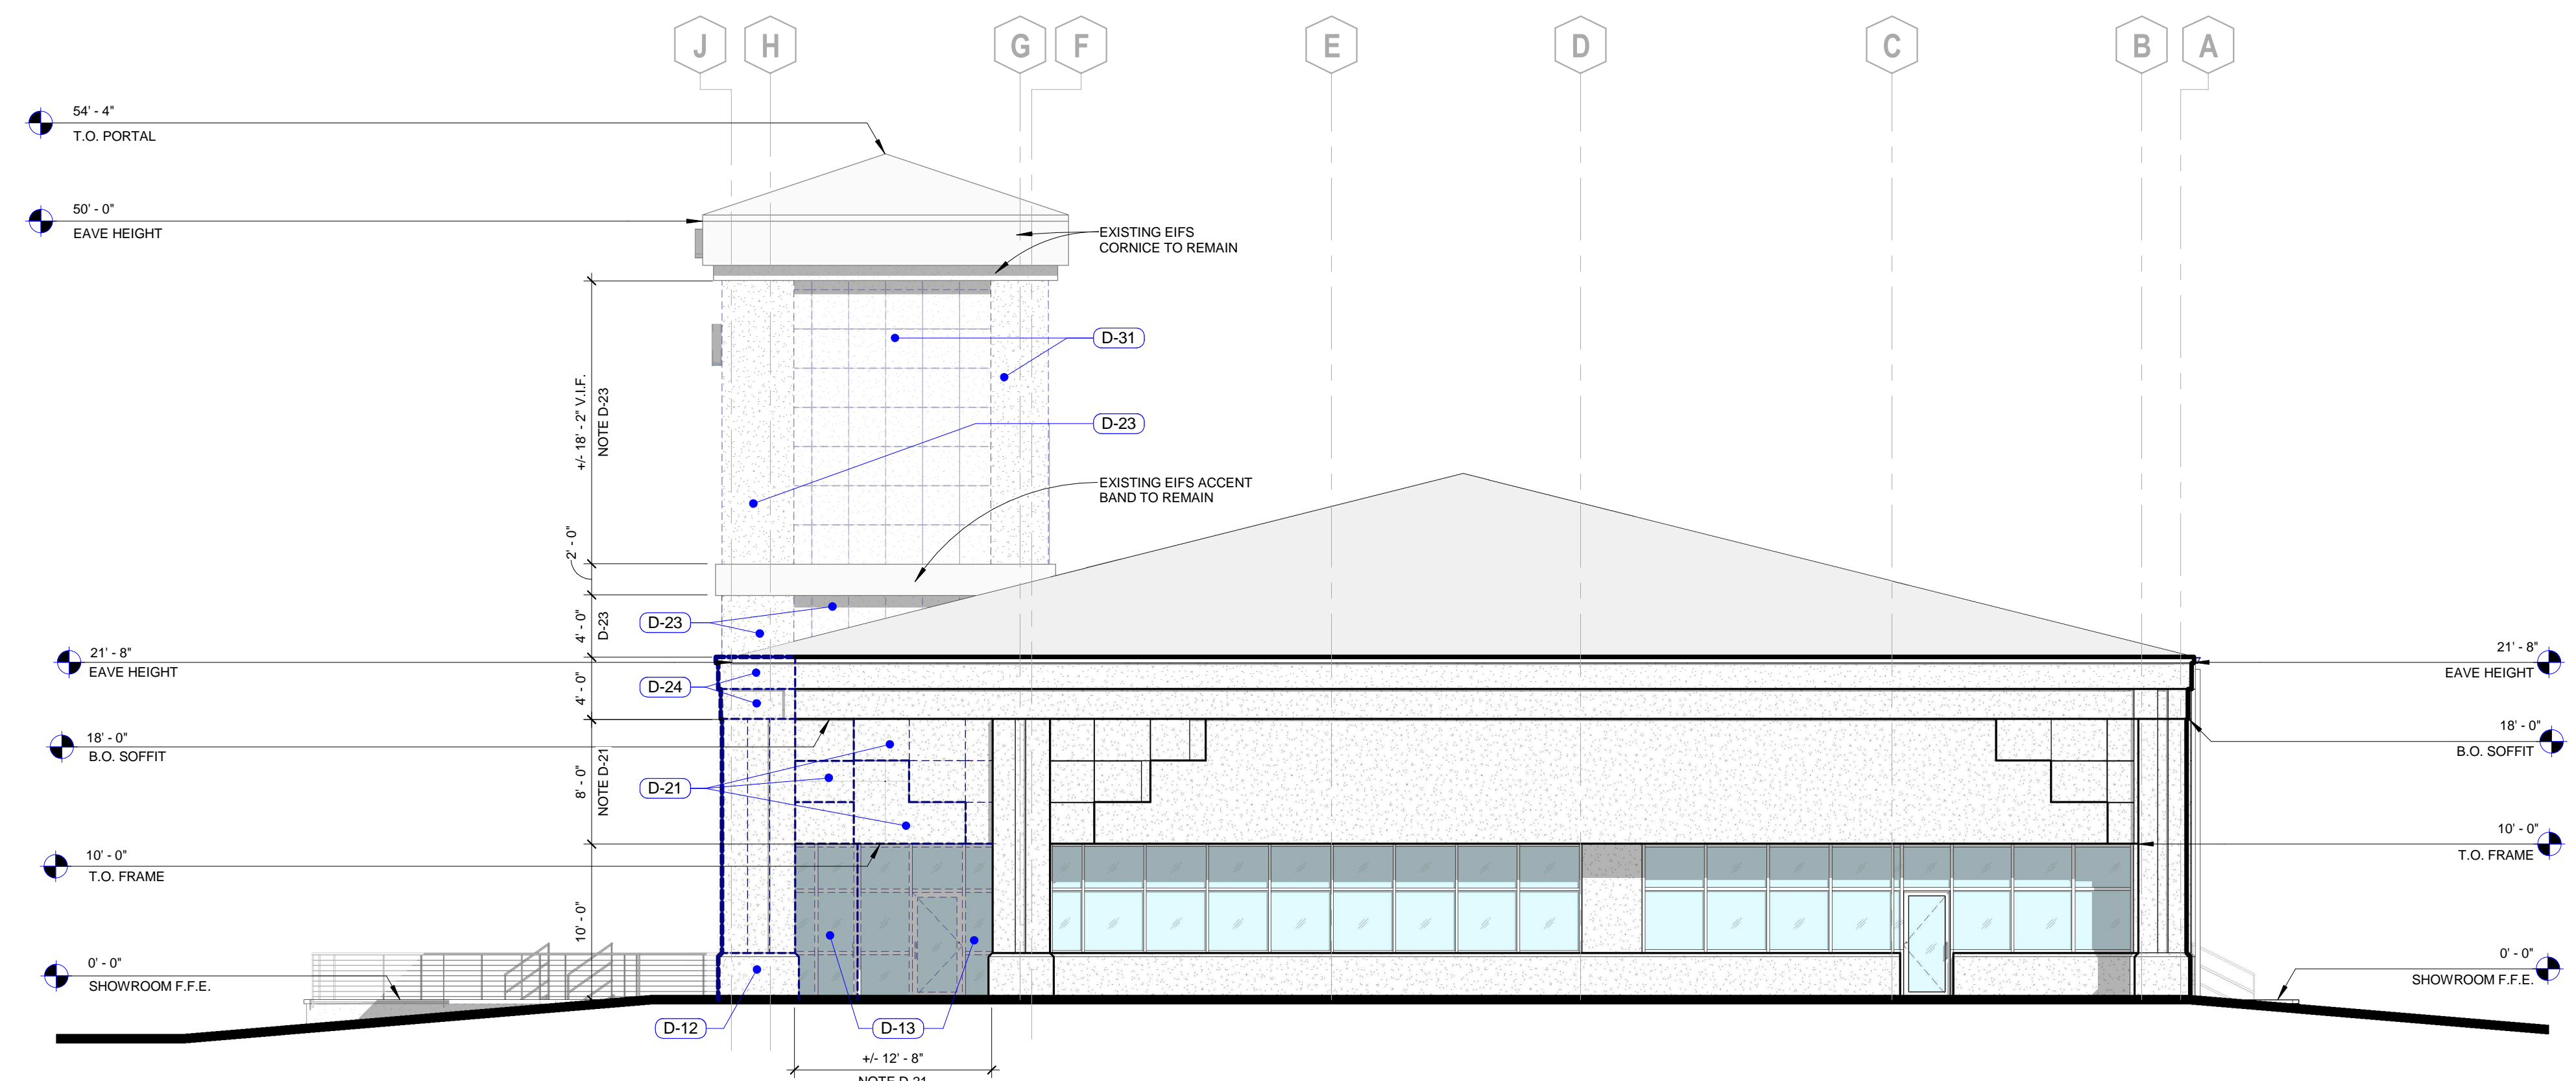 J H G F E D C B A
54' - 4"
T.O. PORTAL
50' - 0"
EAVE HEIGHT
EXISTING EIFS
CORNICE TO REMAIN
D-31
+/- 18' - 2" V.I.F.
NOTE D-23
D-23
EXISTING EIFS ACCENT
BAND TO REMAIN
2' - 0"
4' - 0"
D-23
D-23
21' - 8"
EAVE HEIGHT
21' - 8"
EAVE HEIGHT
4' - 0"
D-24
18' - 0"
B.O. SOFFIT
18' - 0"
B.O. SOFFIT
8' - 0"
NOTE D-21
D-21
10' - 0"
T.O. FRAME
10' - 0"
T.O. FRAME
10' - 0"
0' - 0"
SHOWROOM F.F.E.
0' - 0"
SHOWROOM F.F.E.
D-12
D-13
+/- 12' - 8"
NOTE D-21